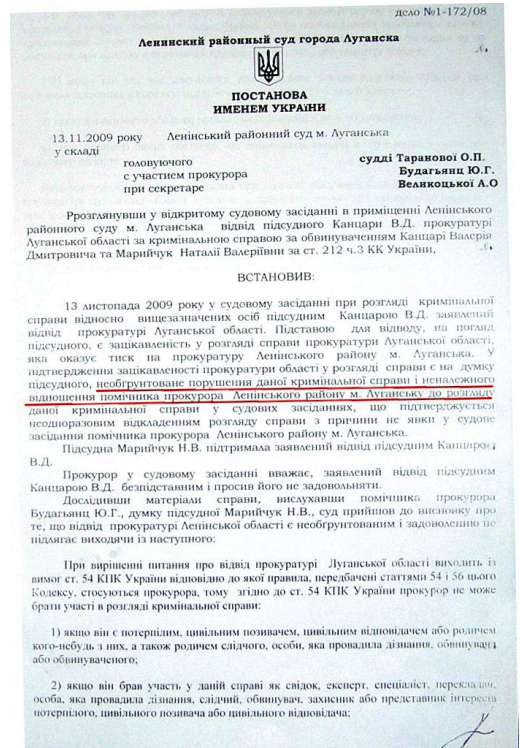 дело №1-172/08
Ленинский районный суд города Луганска
ПОСТАНОВА
ИМЕНЕМ УКРАЇНИ
13.11.2009 року Ленінський районний суд м. Луганська
у складі
головуючого судді Таранової О.П.
с участием прокурора Будагьянц Ю.Г.
при секретаре Великоцької А.О
Розглянувши у відкритому судовому засіданні в приміщенні Ленінського
районного суду м. Луганська відвід підсудного Канцари В.Д. прокуратурі
Луганської області за кримінальною справою за обвинуваченням Канцарі Валерія
Дмитровича та Марийчук Наталії Валеріївни за ст. 212 ч.3 КК України,
ВСТАНОВИВ:
13 листопада 2009 року у судовому засіданні при розгляді кримінальної
справи відносно вищезазначених осіб підсудним Канцарою В.Д. заявлений
відвід прокуратурі Луганської області. Підставою для відводу, на погляд
підсудного, є зацікавленість у розгляді справи прокуратури Луганської області,
яка оказує тиск на прокуратуру Ленінського району м. Луганська. У
підтвердження зацікавленості прокуратури області у розгляді справи є на думку
підсудного, необґрунтоване порушення даної кримінальної справи і неналежного
відношення помічника прокурора Ленінського району м. Луганську до розгляду
даної кримінальної справи у судових засіданнях, що підтверджується
неодноразовим відкладенням розгляду справи з причини не явки у судове
засідання помічника прокурора Ленінського району м. Луганська.
Підсудна Марийчук Н.В. підтримала заявлений відвід підсудним Канцарою
В.Д.
Прокурор у судовому засіданні вважає, заявлений відвід підсудним
Канцарою В.Д. безпідставним і просив його не задовольняти.
Дослідивши матеріали справи, вислухавши помічника прокурора
Будагьянц Ю.Г., думку підсудної Марийчук Н.В., суд прийшов до висновку про
те, що відвід прокуратурі Ленінської області є необґрунтованим і задоволенню не
підлягає виходячи із наступного:
При вирішенні питання про відвід прокуратурі Луганської області виходить із
вимог ст. 54 КПК України відповідно до якої правила, передбачені статтями 54 і 56 цього
Кодексу, стосуються прокурора, тому згідно до ст. 54 КПК України прокурор не може
брати участі в розгляді кримінальної справи:
1) якщо він є потерпілим, цивільним позивачем, цивільним відповідачем або родичем
кого-небудь з них, а також родичем слідчого, особи, яка провадила дізнання, обвинувача
або обвинуваченого;
2) якщо він брав участь у даній справі як свідок, експерт, спеціаліст, перекладач,
особа, яка провадила дізнання, слідчий, обвинувач, захисник або представник інтересів
потерпілого, цивільного позивача або цивільного відповідача;